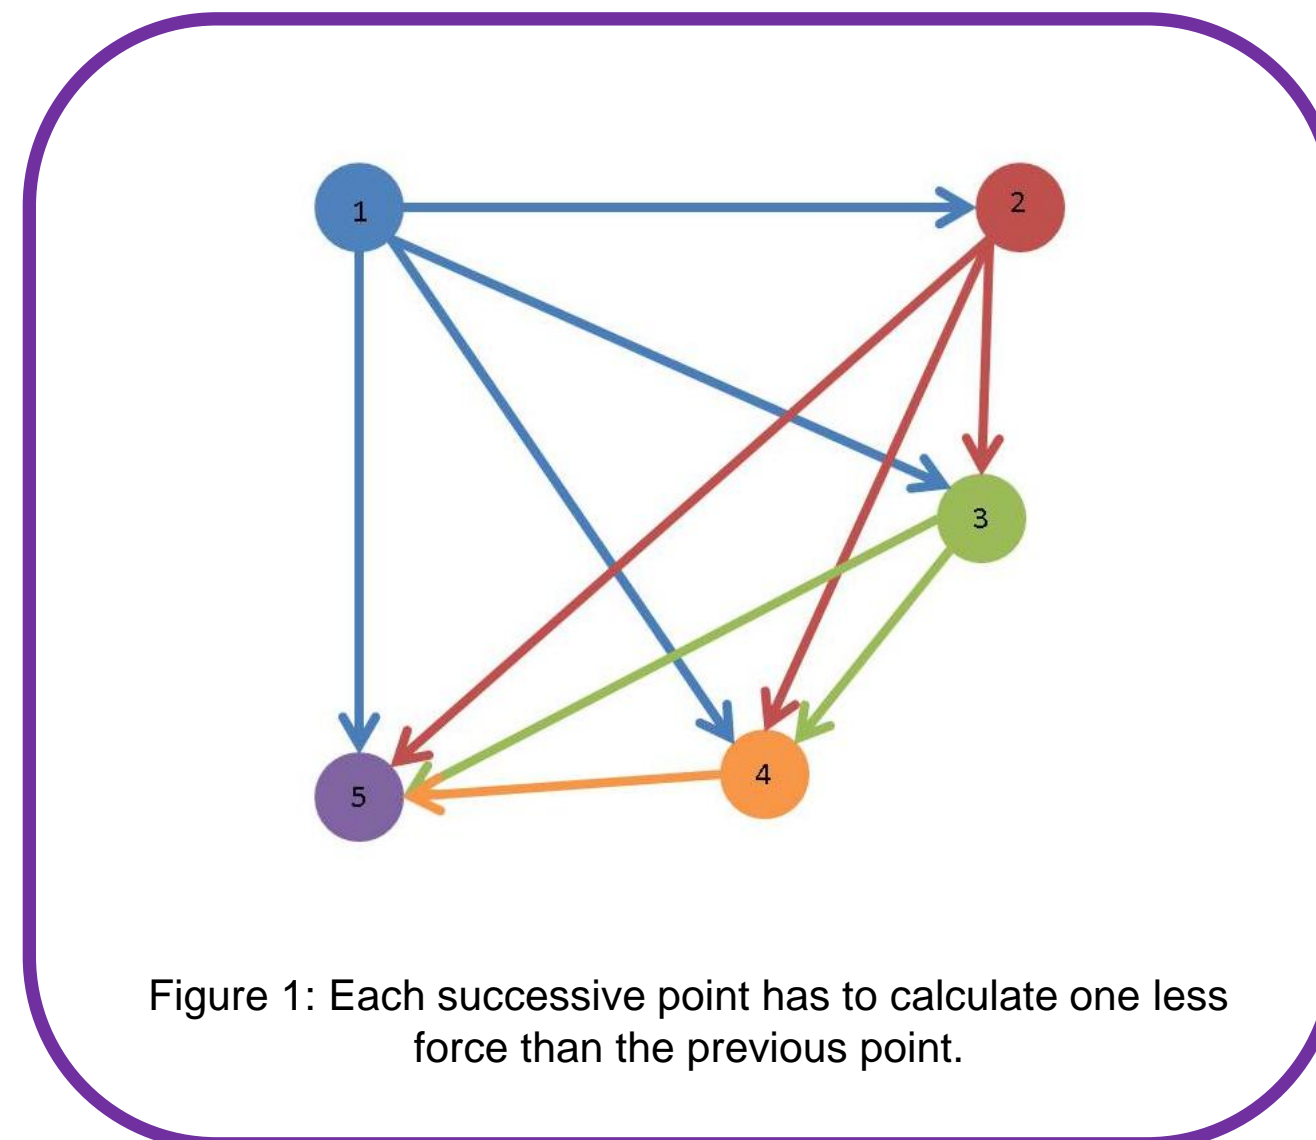 1
2
3
4
5
Figure 1: Each successive point has to calculate one less
force than the previous point.